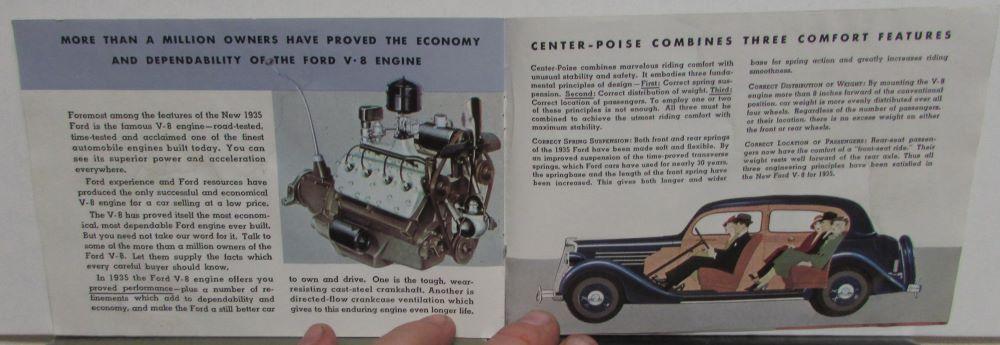 MORE THAN A MILLION OWNERS HAVE PROVED THE ECONOMY
AND DEPENDABILITY OF THE FORD V·8 ENGINE
Foremost among the features of the New 1935
Ford is the famous V-8 engine—road-tested,
time-tested and acclaimed one of the finest
automobile engines built today. You can
see its superior power and acceleration
everywhere.
Ford experience and Ford resources have
produced the only successful and economical
V-8 engine for a car selling at a low price.
The V-8 has proved itself the most econom-
ical, most dependable Ford engine ever built.
But you need not take our word for it. Talk to
some of the more than a million owners of the
Ford V-8. Let them supply the facts which
every careful buyer should know.
In 1935 the Ford V-8 engine offers you
proved performance—plus a number of re-
finements which add to dependability and
economy, and make the Ford a still better car
to own and drive. One is the tough, wear-
resisting cast-steel crankshaft. Another is
directed-flow crankcase ventilation which
gives to this enduring engine even longer life.
CENTER-POISE COMBINES THREE COMFORT FEATURES
Center-Poise combines marvelous riding comfort with
unusual stability and safety. It embodies three funda-
mental principles of design—First: Correct spring sus-
pension. Second: Correct distribution of weight. Third:
Correct location of passengers. To employ one or two
of these principles is not enough. All three must be
combined to achieve the utmost riding comfort with
maximum stability.
CORRECT SPRING SUSPENSION: Both front and rear springs
of the 1935 Ford have been made soft and flexible. By
an improved suspension of the time-proved transverse
springs, which Ford cars have used for nearly 30 years,
the springbase and the length of the front spring have
been increased. This gives both longer and wider
base for spring action and greatly increases riding
smoothness.
CORRECT DISTRIBUTION OF WEIGHT: By mounting the V-8
engine more than 8 inches forward of the conventional
position, car weight is more evenly distributed over all
four wheels. Regardless of the number of passengers,
or their location, there is no excess weight on either
the front or rear wheels.
CORRECT LOCATION OF PASSENGERS: Rear-seat passen-
gers now have the comfort of a "front-seat ride." Their
weight rests well forward of the rear axle. Thus all
three engineering principles have been satisfied in
the New Ford V-8 for 1935.